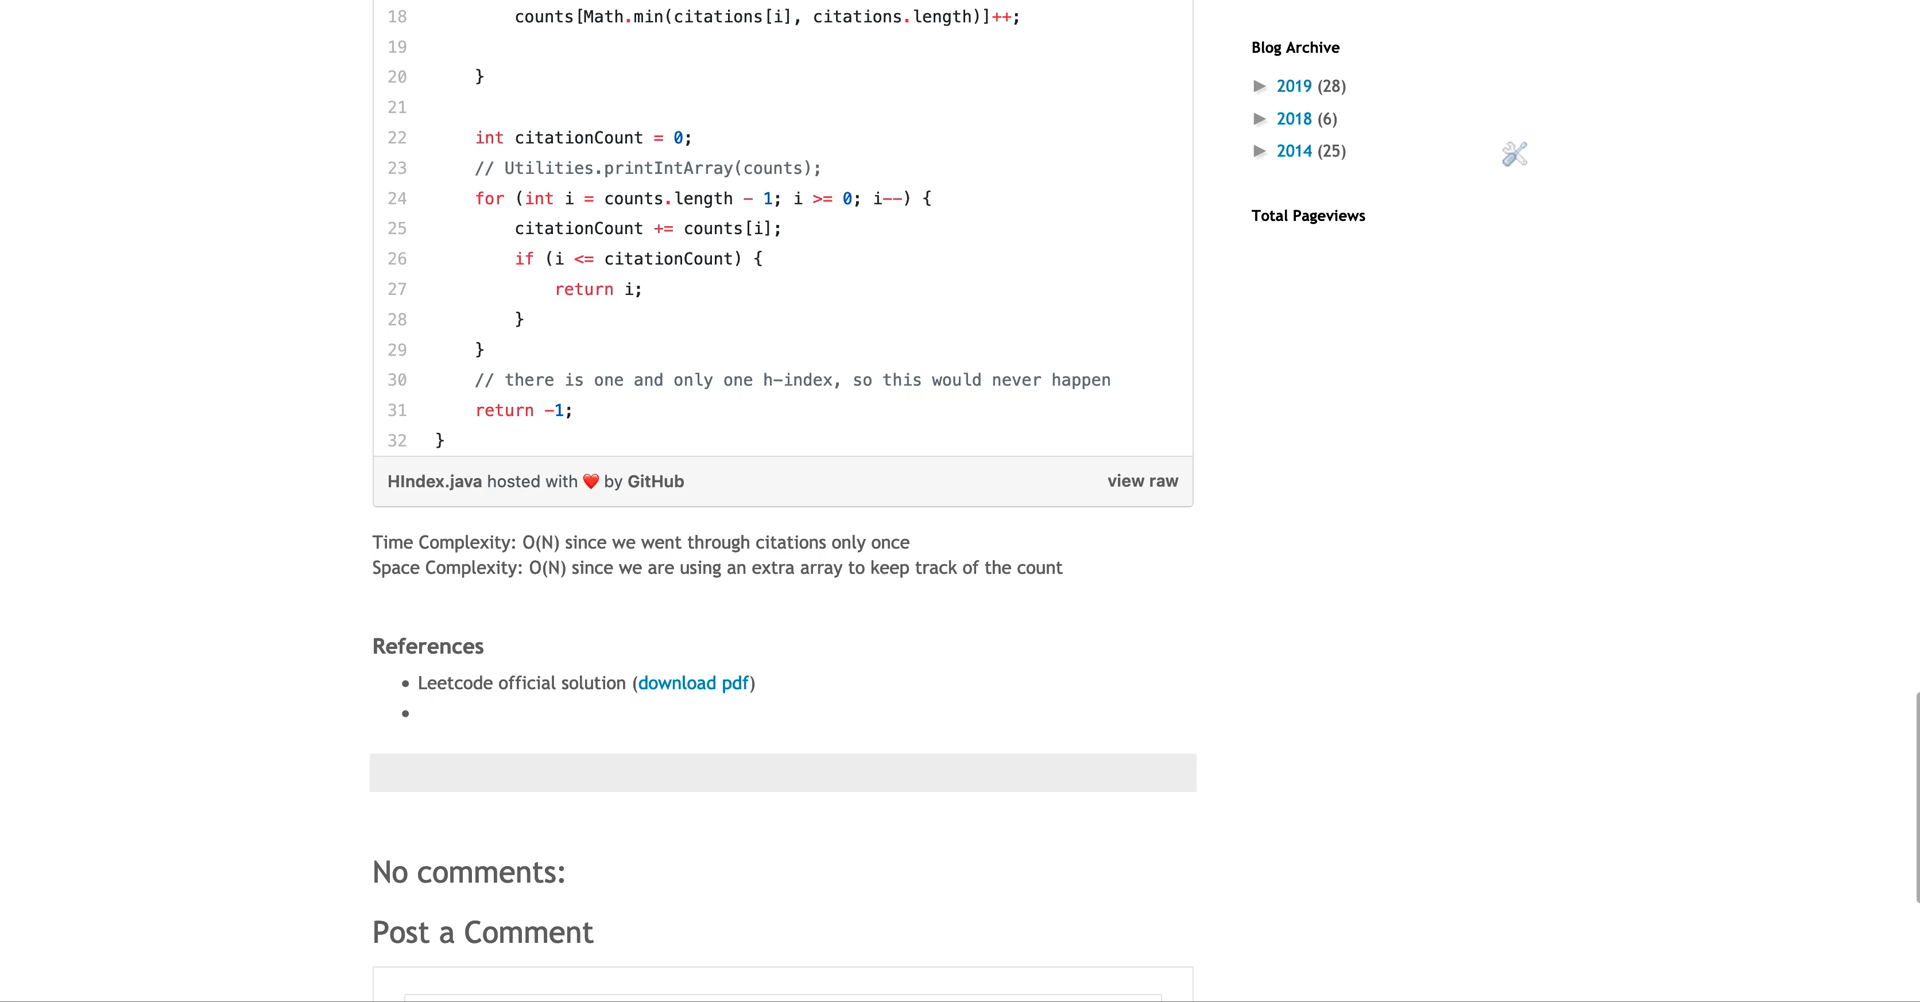 18 counts[Math.min(citations[i], citations.length)]++;
19
20 }
21
22 int citationCount = 0;
23 // Utilities.printIntArray(counts);
24 for (int i = counts.length - 1; i >= 0; i--) {
25 citationCount += counts[i];
26 if (i <= citationCount) {
27 return i;
28 }
29 }
30 // there is one and only one h-index, so this would never happen
31 return -1;
32 }
HIndex.java hosted with ❤ by GitHub
view raw
Time Complexity: O(N) since we went through citations only once
Space Complexity: O(N) since we are using an extra array to keep track of the count
References
• Leetcode official solution (download pdf)
•
No comments:
Post a Comment
Blog Archive
► 2019 (28)
► 2018 (6)
► 2014 (25)
Total Pageviews